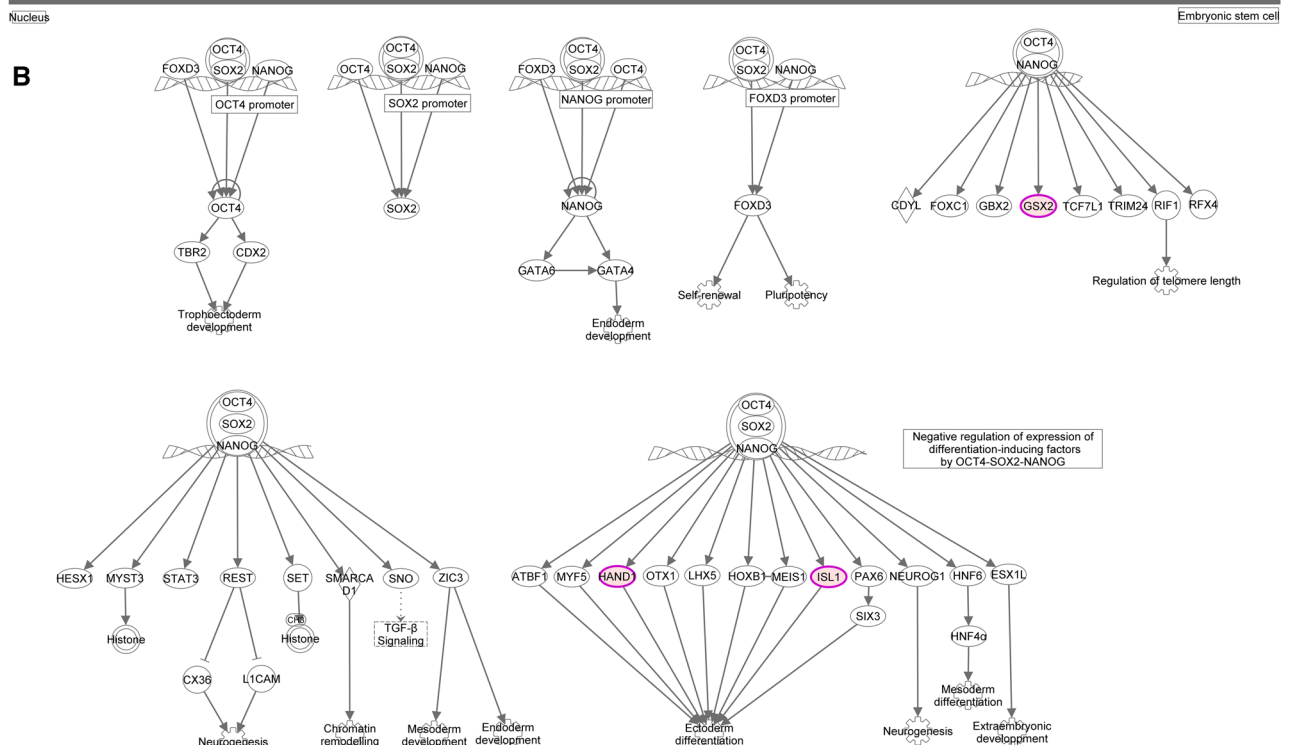 Nucleus
Embryonic stem cell
B
OCT4
FOXD3
SOX2
NANOG
OCT4 promoter
OCT4
TBR2
CDX2
Trophoectoderm
development
OCT4
OCT4
SOX2
NANOG
SOX2 promoter
SOX2
OCT4
FOXD3
SOX2
OCT4
NANOG promoter
NANOG
GATA6
GATA4
Endoderm
development
OCT4
SOX2
NANOG
FOXD3 promoter
FOXD3
Self-renewal
Pluripotency
OCT4
NANOG
CDYL
FOXC1
GBX2
GSX2
TCF7L1
TRIM24
RIF1
RFX4
Regulation of telomere length
OCT4
SOX2
NANOG
HESX1
MYST3
STAT3
REST
SET
SMARCA
D1
SNO
ZIC3
Histone
Histone
TGF-β
Signaling
CX36
L1CAM
Neurogenesis
Chromatin
remodelling
Mesoderm
development
Endoderm
development
OCT4
SOX2
NANOG
Negative regulation of expression of
differentiation-inducing factors
by OCT4-SOX2-NANOG
ATBF1
MYF5
HAND1
OTX1
LHX5
HOXB1
MEIS1
ISL1
PAX6
NEUROG1
HNF6
ESX1L
SIX3
HNF4α
Mesoderm
differentiation
Ectoderm
differentiation
Neurogenesis
Extraembryonic
development